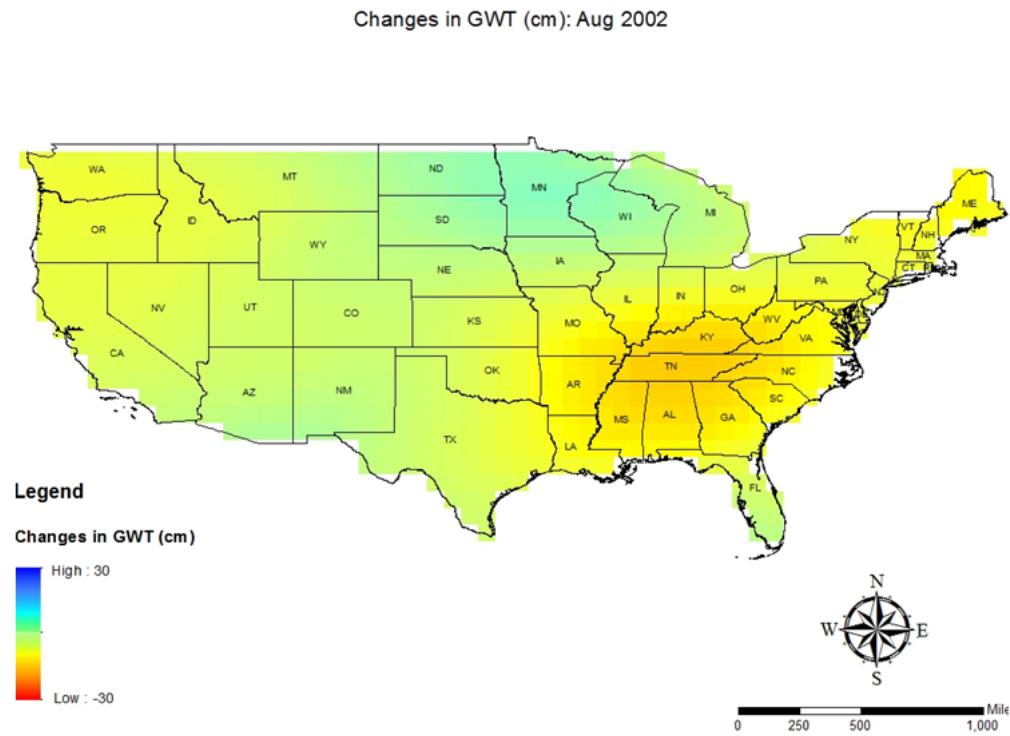 Changes in GWT (cm): Aug 2002
WA
MT
ND
MN
OR
ID
WY
SD
WI
MI
NY
VT
NH
ME
MA
CT
NV
UT
CO
NE
IA
IL
IN
OH
PA
NJ
CA
KS
MO
WV
VA
KY
AZ
NM
OK
AR
TN
NC
TX
LA
MS
AL
GA
SC
FL
Legend
Changes in GWT (cm)
High : 30
Low : -30
N
W
E
S
Mile
0
250
500
1,000